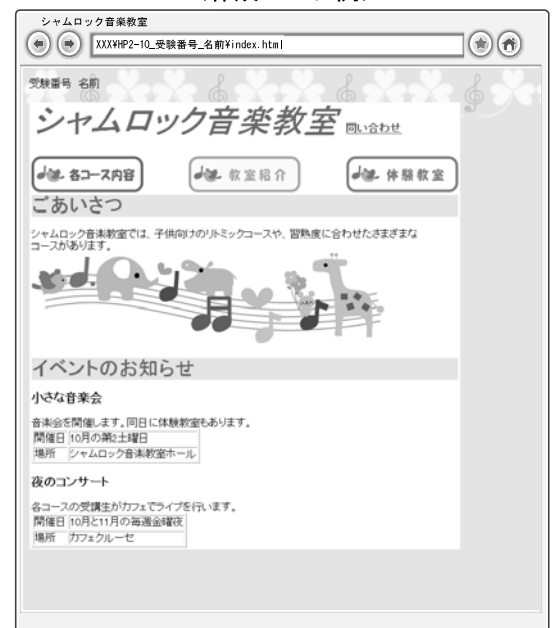 シャムロック音楽教室
XXX¥HP2-10_受験番号_名前¥index.html
受験番号 名前
シャムロック音楽教室 問い合わせ
各コース内容 教室紹介 体験教室
ごあいさつ
シャムロック音楽教室では、子供向けのリトミックコースや、習熟度に合わせたさまざまな
コースがあります。
イベントのお知らせ
小さな音楽会
音楽会を開催します。同日に体験教室もあります。
開催日 10月の第2土曜日
場所 シャムロック音楽教室ホール
夜のコンサート
各コースの受講生がカフェでライブを行います。
開催日 10月と11月の毎週金曜夜
場所 カフェクルーセ